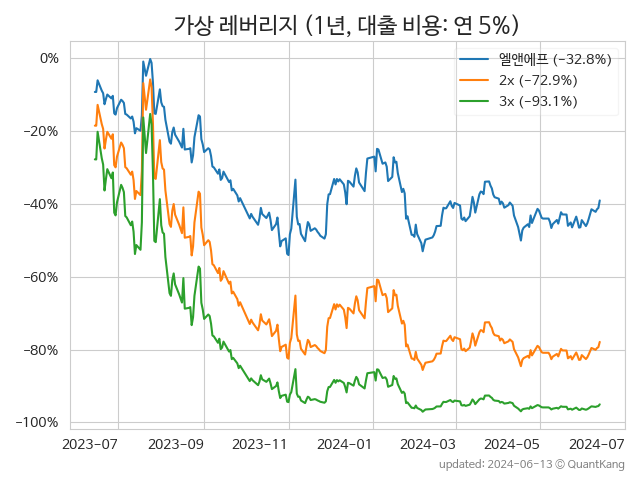 가상 레버리지 (1년, 대출 비용: 연 5%)
엘앤에프 (−32.8%)
2x (−72.9%)
3x (−93.1%)
0%
−20%
−40%
−60%
−80%
−100%
2023-07 2023-09 2023-11 2024-01 2024-03 2024-05 2024-07
updated: 2024-06-13 ⓒ QuantKang